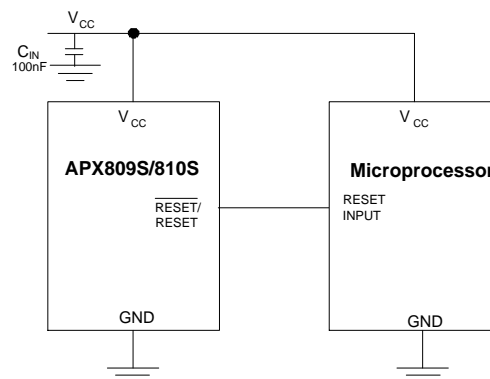 VCC
CIN
100nF
VCC
APX809S/810S
RESET/
RESET
GND
VCC
Microprocessor
RESET
INPUT
GND